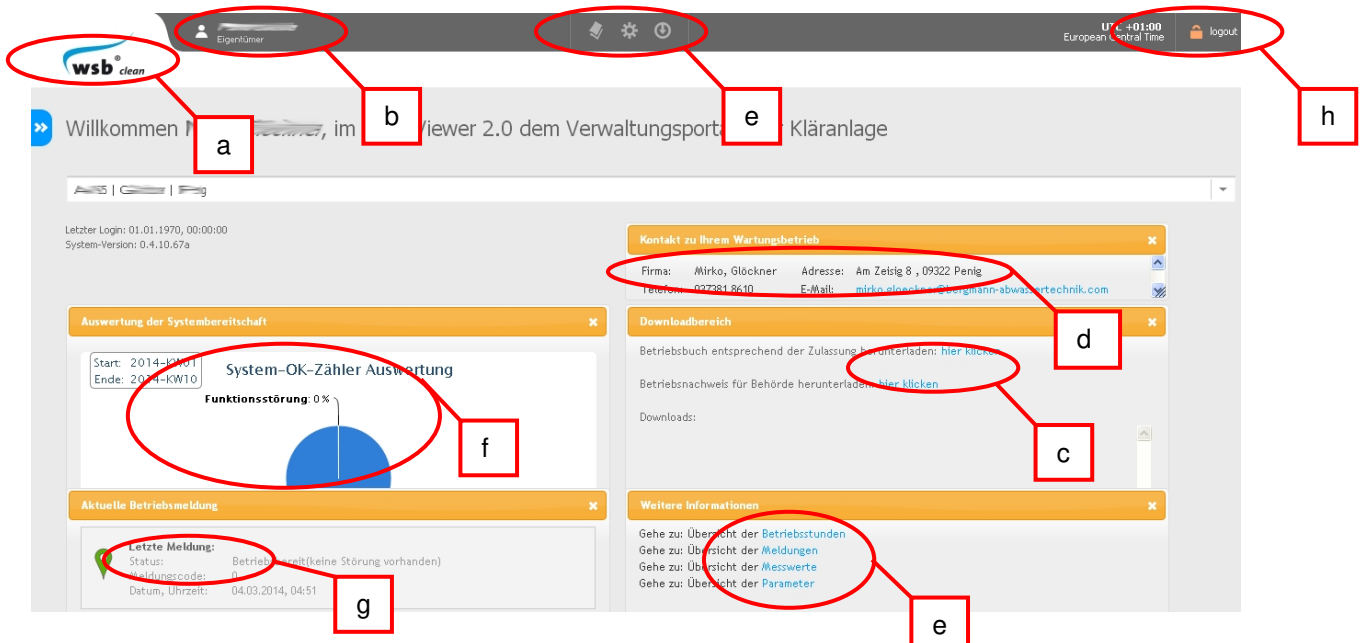 Eigentümer
UTC +01:00
European Central Time
logout
wsb® clean
a
b
e
h
Willkommen , im Viewer 2.0 dem Verwaltungsporta Kläranlage
Letzter Login: 01.01.1970, 00:00:00
System-Version: 0.4.10.67a
Kontakt zu Ihrem Wartungsbetrieb
Firma: Mirko, Glöckner Adresse: Am Zeisig 8 , 09322 Penig
Telefon: 037381 8610 E-Mail: mirko.gloeckner@bergmann-abwassertechnik.com
d
Auswertung der Systembereitschaft
Start: 2014-KW01
Ende: 2014-KW10
System-OK-Zähler Auswertung
Funktionsstörung: 0 %
f
Downloadbereich
Betriebsbuch entsprechend der Zulassung herunterladen: hier klicken
Betriebsnachweis für Behörde herunterladen: hier klicken
Downloads:
c
Aktuelle Betriebsmeldung
Letzte Meldung:
Status: Betriebsbereit(keine Störung vorhanden)
Meldungscode: 0
Datum, Uhrzeit: 04.03.2014, 04:51
g
Weitere Informationen
Gehe zu: Übersicht der Betriebsstunden
Gehe zu: Übersicht der Meldungen
Gehe zu: Übersicht der Messwerte
Gehe zu: Übersicht der Parameter
e